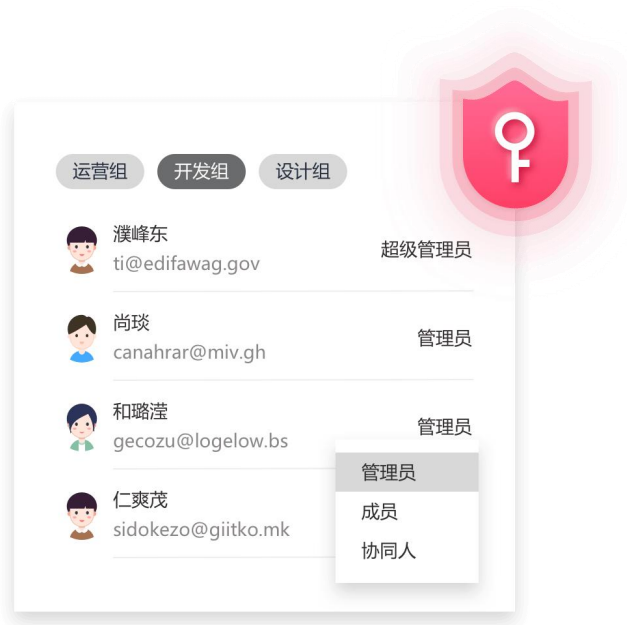 运营组 开发组 设计组
濮峰东
ti@edifawag.gov
超级管理员
尚琰
canahrar@miv.gh
管理员
和璐滢
gecozu@logelow.bs
管理员
仁爽茂
sidokezo@giitko.mk
管理员
成员
协同人